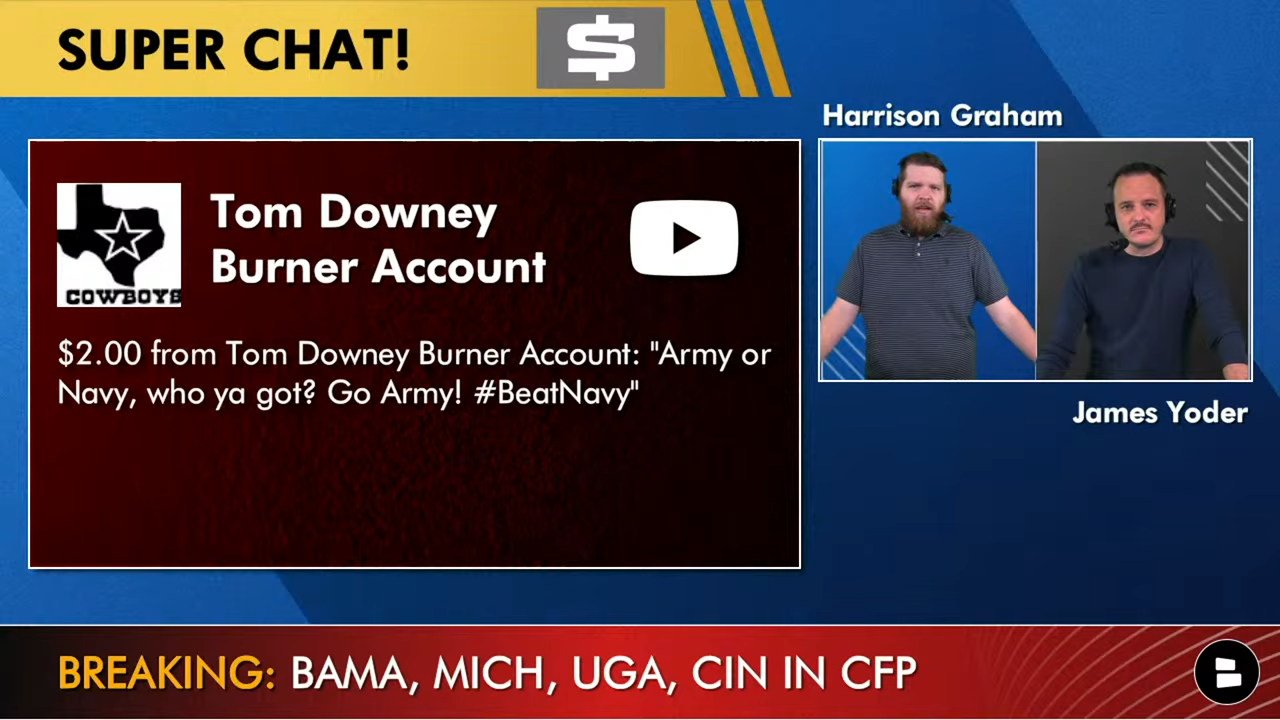 SUPER CHAT!
$
Harrison Graham
COWBOYS
Tom Downey
Burner Account
$2.00 from Tom Downey Burner Account: "Army or
Navy, who ya got? Go Army! #BeatNavy"
James Yoder
BREAKING: BAMA, MICH, UGA, CIN IN CFP